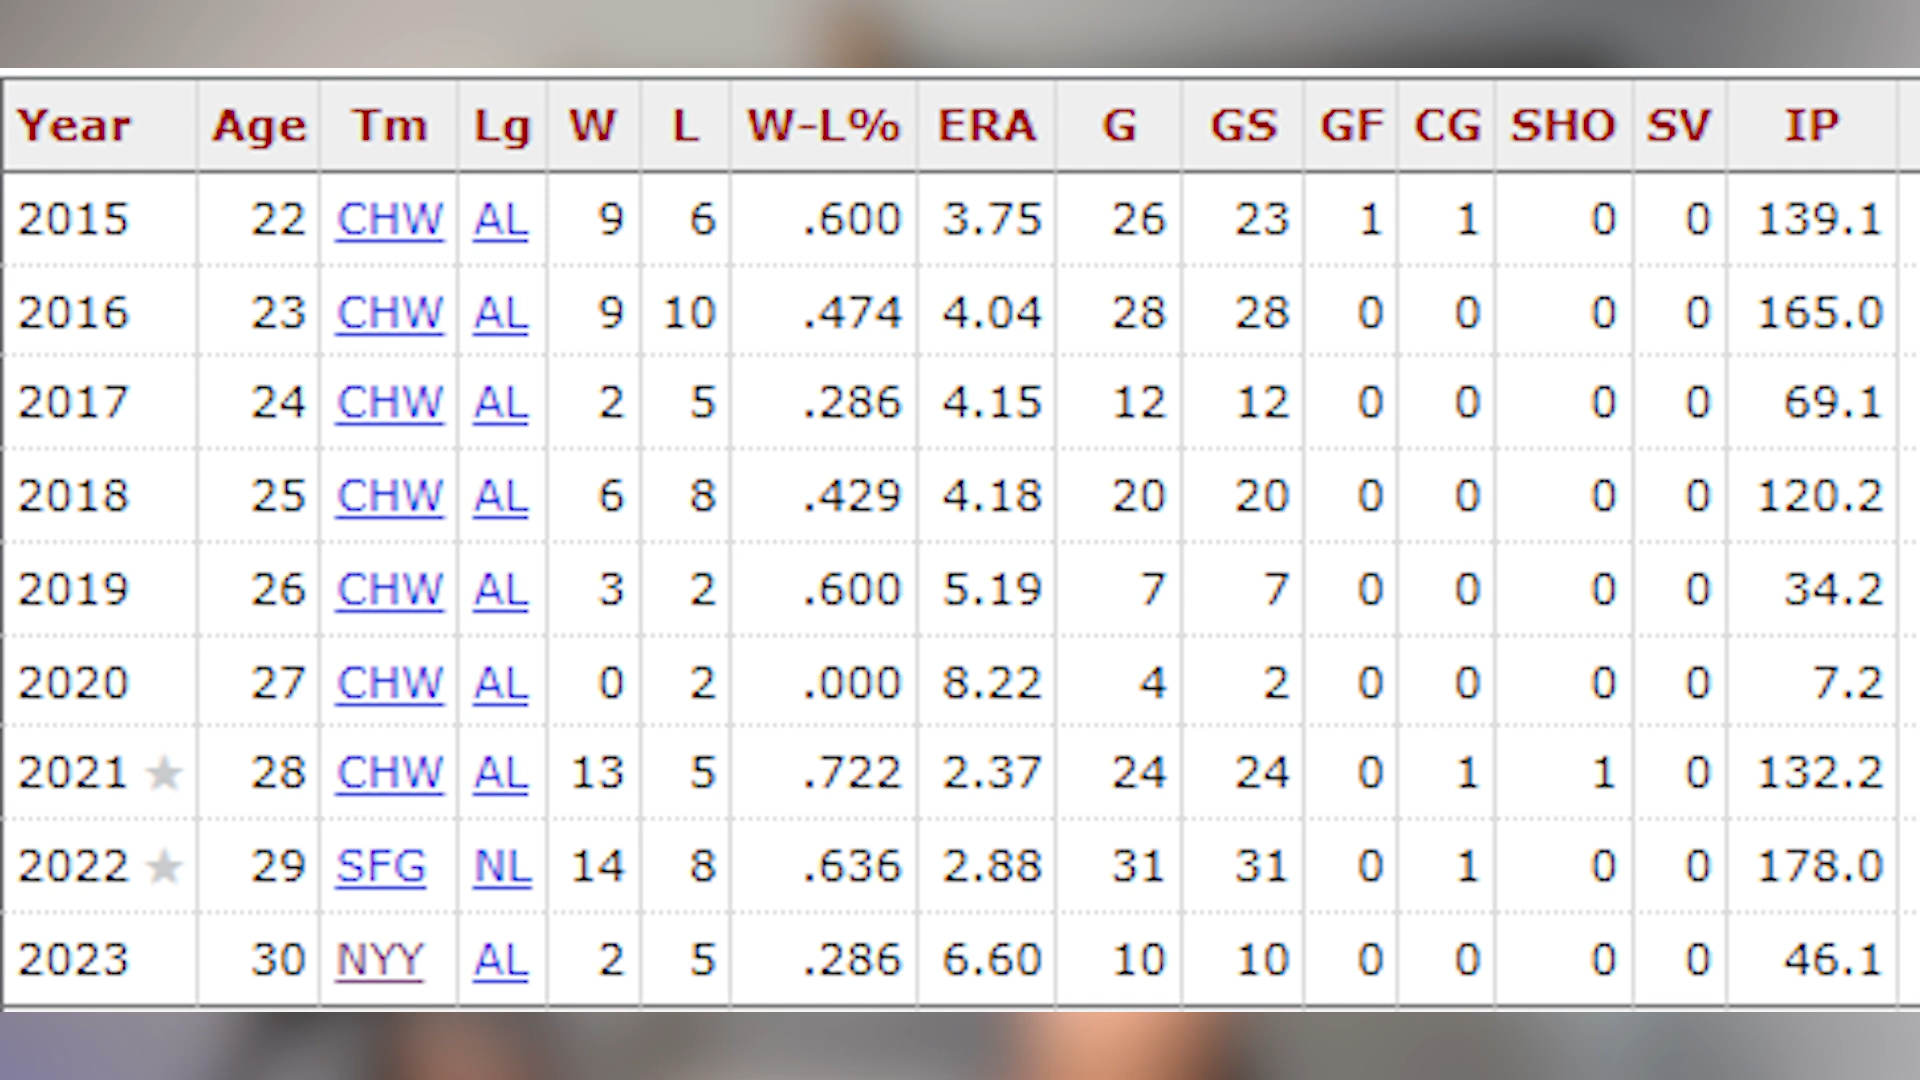 Year Age Tm Lg W L W-L% ERA G GS GF CG SHO SV IP
2015 22 CHW AL 9 6 .600 3.75 26 23 1 1 0 0 139.1
2016 23 CHW AL 9 10 .474 4.04 28 28 0 0 0 0 165.0
2017 24 CHW AL 2 5 .286 4.15 12 12 0 0 0 0 69.1
2018 25 CHW AL 6 8 .429 4.18 20 20 0 0 0 0 120.2
2019 26 CHW AL 3 2 .600 5.19 7 7 0 0 0 0 34.2
2020 27 CHW AL 0 2 .000 8.22 4 2 0 0 0 0 7.2
2021 ★ 28 CHW AL 13 5 .722 2.37 24 24 0 1 1 0 132.2
2022 ★ 29 SFG NL 14 8 .636 2.88 31 31 0 1 0 0 178.0
2023 30 NYY AL 2 5 .286 6.60 10 10 0 0 0 0 46.1